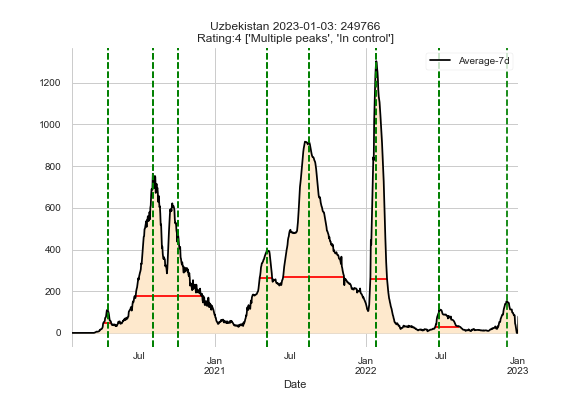 Uzbekistan 2023-01-03: 249766
Rating:4 ['Multiple peaks', 'In control']
Average-7d
1200
1000
800
600
400
200
0
Jul
Jan
2021
Jul
Jan
2022
Jul
Jan
2023
Date